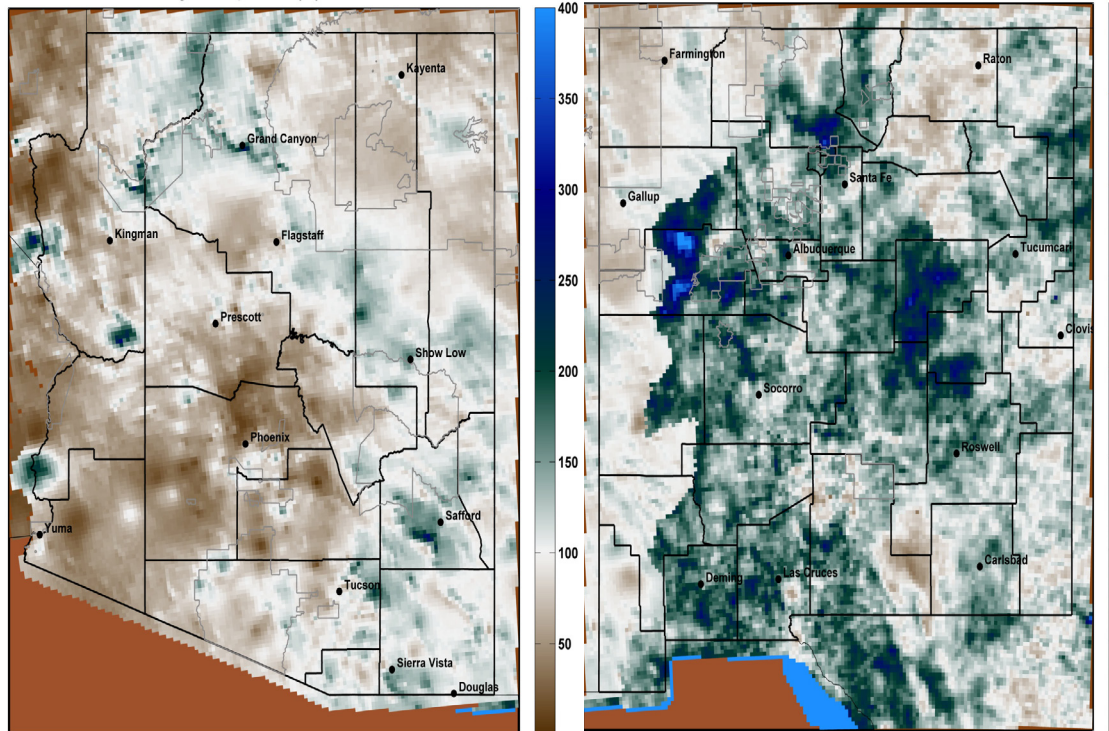 Kayenta
Grand Canyon
Kingman
Flagstaff
Prescott
Show Low
Phoenix
Safford
Yuma
Tucson
Sierra Vista
Douglas
400
350
300
250
200
150
100
50
Farmington
Raton
Santa Fe
Gallup
Albuquerque
Tucumcari
Clovis
Socorro
Roswell
Carlsbad
Deming
Las Cruces